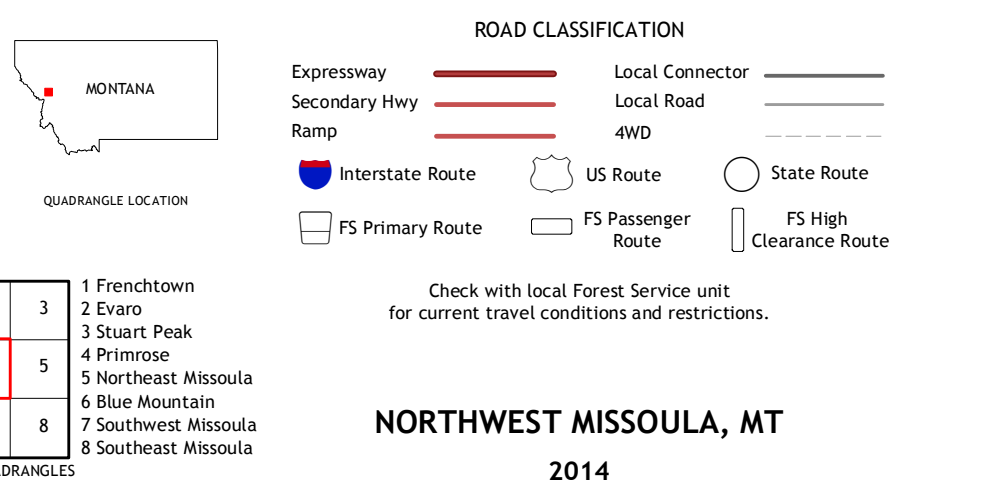 MONTANA
QUADRANGLE LOCATION
ROAD CLASSIFICATION
Expressway
Secondary Hwy
Ramp
Local Connector
Local Road
4WD
Interstate Route
US Route
State Route
FS Primary Route
FS Passenger
Route
FS High
Clearance Route
Check with local Forest Service unit
for current travel conditions and restrictions.
3
5
8
1 Frenchtown
2 Evaro
3 Stuart Peak
4 Primrose
5 Northeast Missoula
6 Blue Mountain
7 Southwest Missoula
8 Southeast Missoula
DRANGLES
NORTHWEST MISSOULA, MT
2014